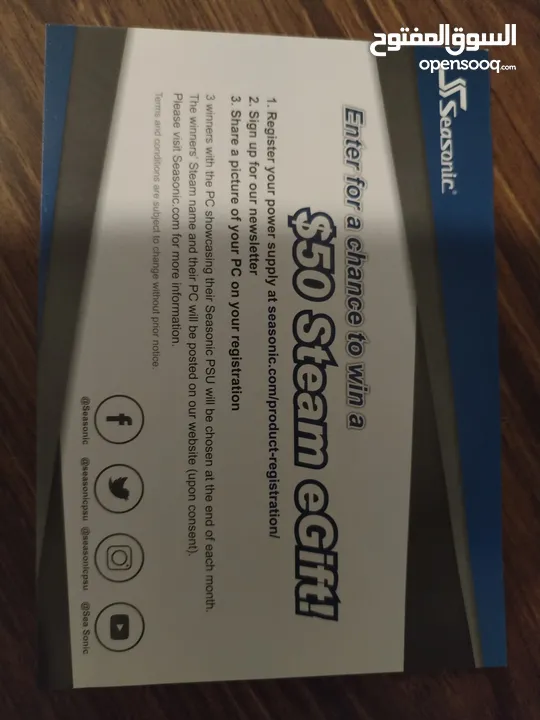 السوق المفتوح
opensooq.com
Seasonic®
Enter for a chance to win a
$50 Steam eGift!
1. Register your power supply at seasonic.com/product-registration/
2. Sign up for our newsletter
3. Share a picture of your PC on your registration
3 winners with the PC showcasing their Seasonic PSU will be chosen at the end of each month.
The winners' Steam name and their PC will be posted on our website (upon consent).
Please visit Seasonic.com for more information.
Terms and conditions are subject to change without prior notice.
@Seasonic @seasonicpsu @seasonicpsu @Sea Sonic